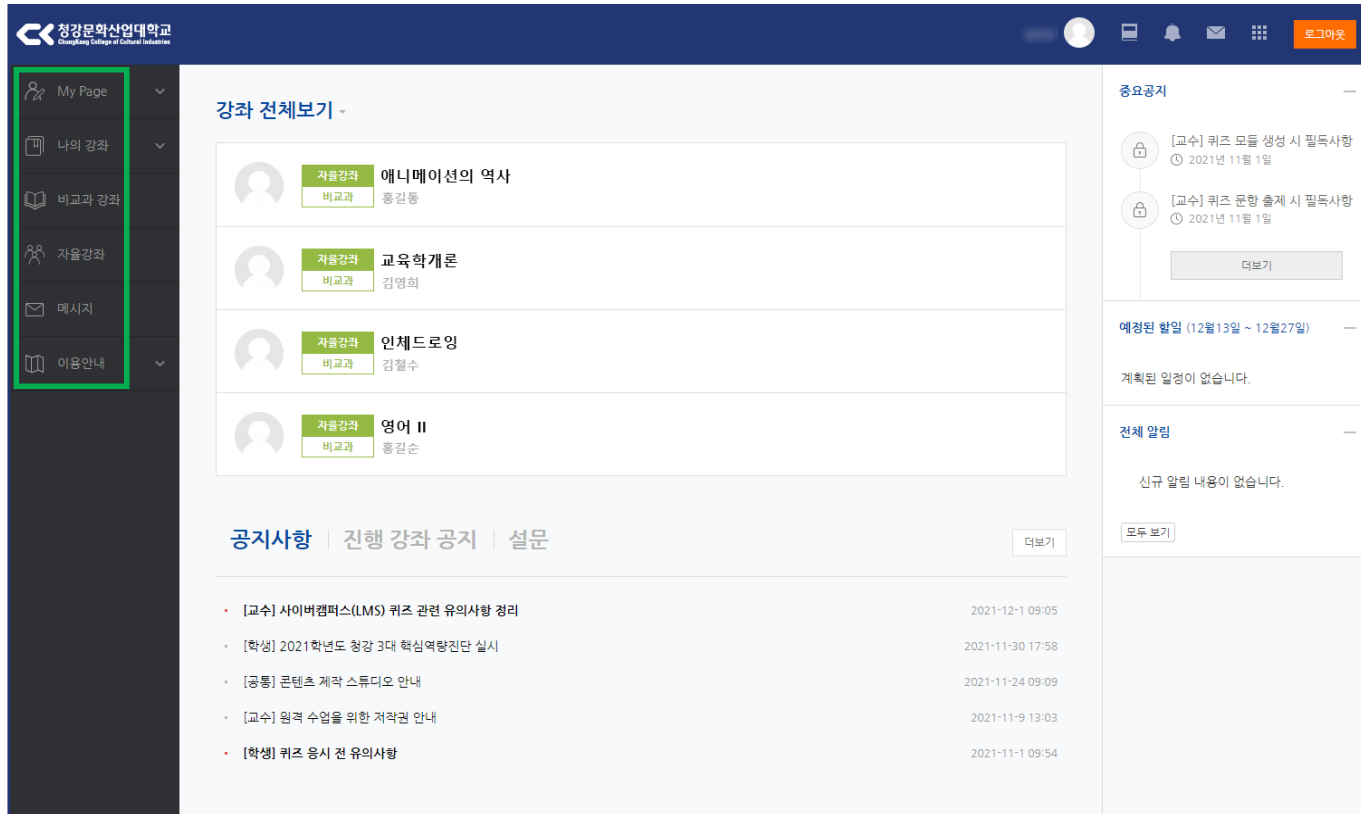 청강문화산업대학교
ChungKang College of Cultural Industries
로그아웃
My Page
나의 강좌
비교과 강좌
자율강좌
메시지
이용안내
강좌 전체보기
자율강좌 애니메이션의 역사
비교과 홍길동
자율강좌 교육학개론
비교과 김영희
자율강좌 인체드로잉
비교과 김철수
자율강좌 영어 II
비교과 홍길순
공지사항 진행 강좌 공지 설문 더보기
[교수] 사이버캠퍼스(LMS) 퀴즈 관련 유의사항 정리 2021-12-1 09:05
[학생] 2021학년도 청강 3대 핵심역량진단 실시 2021-11-30 17:58
[공통] 콘텐츠 제작 스튜디오 안내 2021-11-24 09:09
[교수] 원격 수업을 위한 저작권 안내 2021-11-9 13:03
[학생] 퀴즈 응시 전 유의사항 2021-11-1 09:54
중요공지
[교수] 퀴즈 모듈 생성 시 필독사항
2021년 11월 1일
[교수] 퀴즈 문항 출제 시 필독사항
2021년 11월 1일
더보기
예정된 할일 (12월13일 ~ 12월27일)
계획된 일정이 없습니다.
전체 알림
신규 알림 내용이 없습니다.
모두 보기